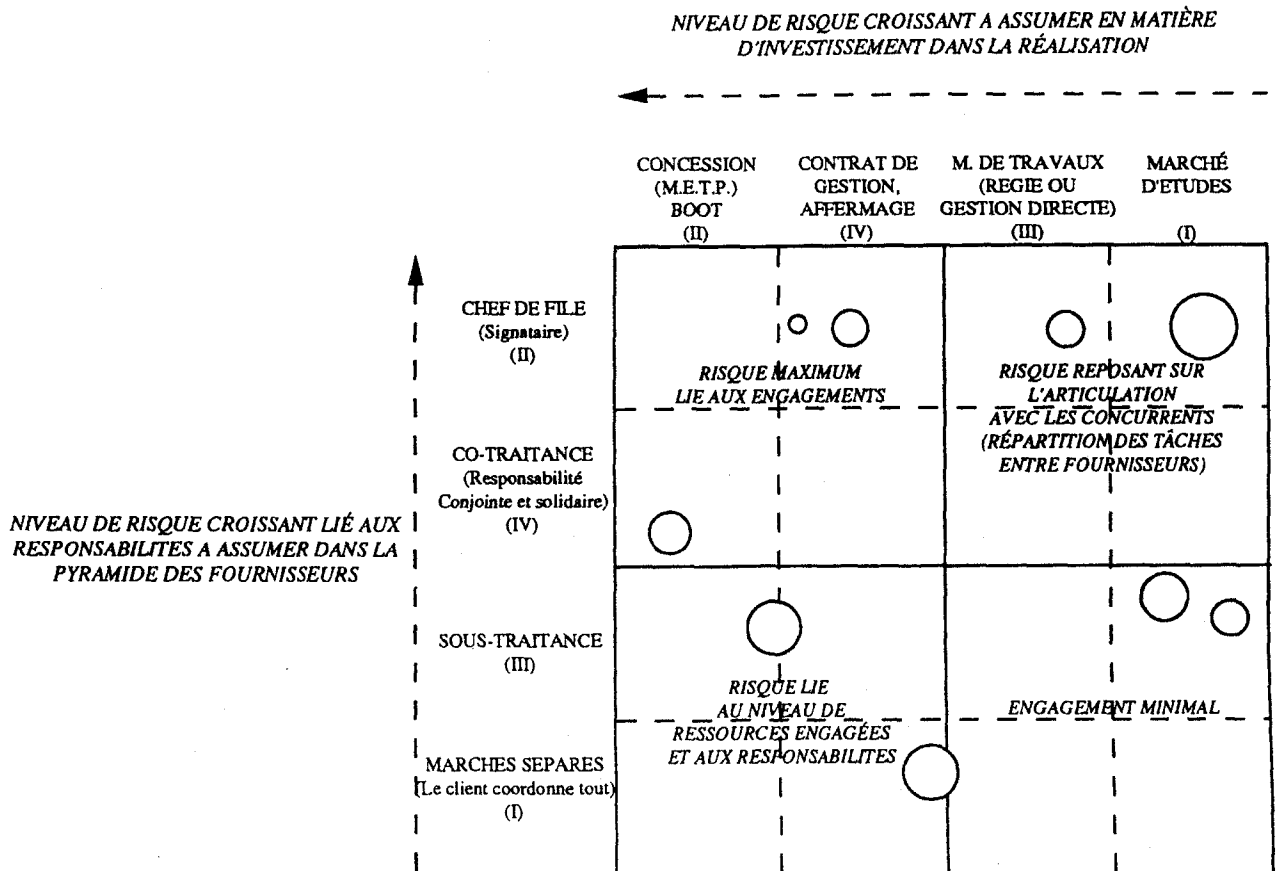 NIVEAU DE RISQUE CROISSANT A ASSUMER EN MATIÈRE
D'INVESTISSEMENT DANS LA RÉALISATION
CONCESSION
(M.E.T.P.)
BOOT
(II)
CONTRAT DE
GESTION,
AFFERMAGE
(IV)
M. DE TRAVAUX
(REGIE OU
GESTION DIRECTE)
(III)
MARCHÉ
D'ETUDES
(I)
CHEF DE FILE
(Signataire)
(II)
RISQUE MAXIMUM
LIE AUX ENGAGEMENTS
RISQUE REPOSANT SUR
L'ARTICULATION
AVEC LES CONCURRENTS
(RÉPARTITION DES TÂCHES
ENTRE FOURNISSEURS)
CO-TRAITANCE
(Responsabilité
Conjointe et solidaire)
(IV)
NIVEAU DE RISQUE CROISSANT LIÉ AUX
RESPONSABILITES A ASSUMER DANS LA
PYRAMIDE DES FOURNISSEURS
SOUS-TRAITANCE
(III)
RISQUE LIE
AU NIVEAU DE
RESSOURCES ENGAGÉES
ET AUX RESPONSABILITES
ENGAGEMENT MINIMAL
MARCHES SEPARES
(Le client coordonne tout)
(I)